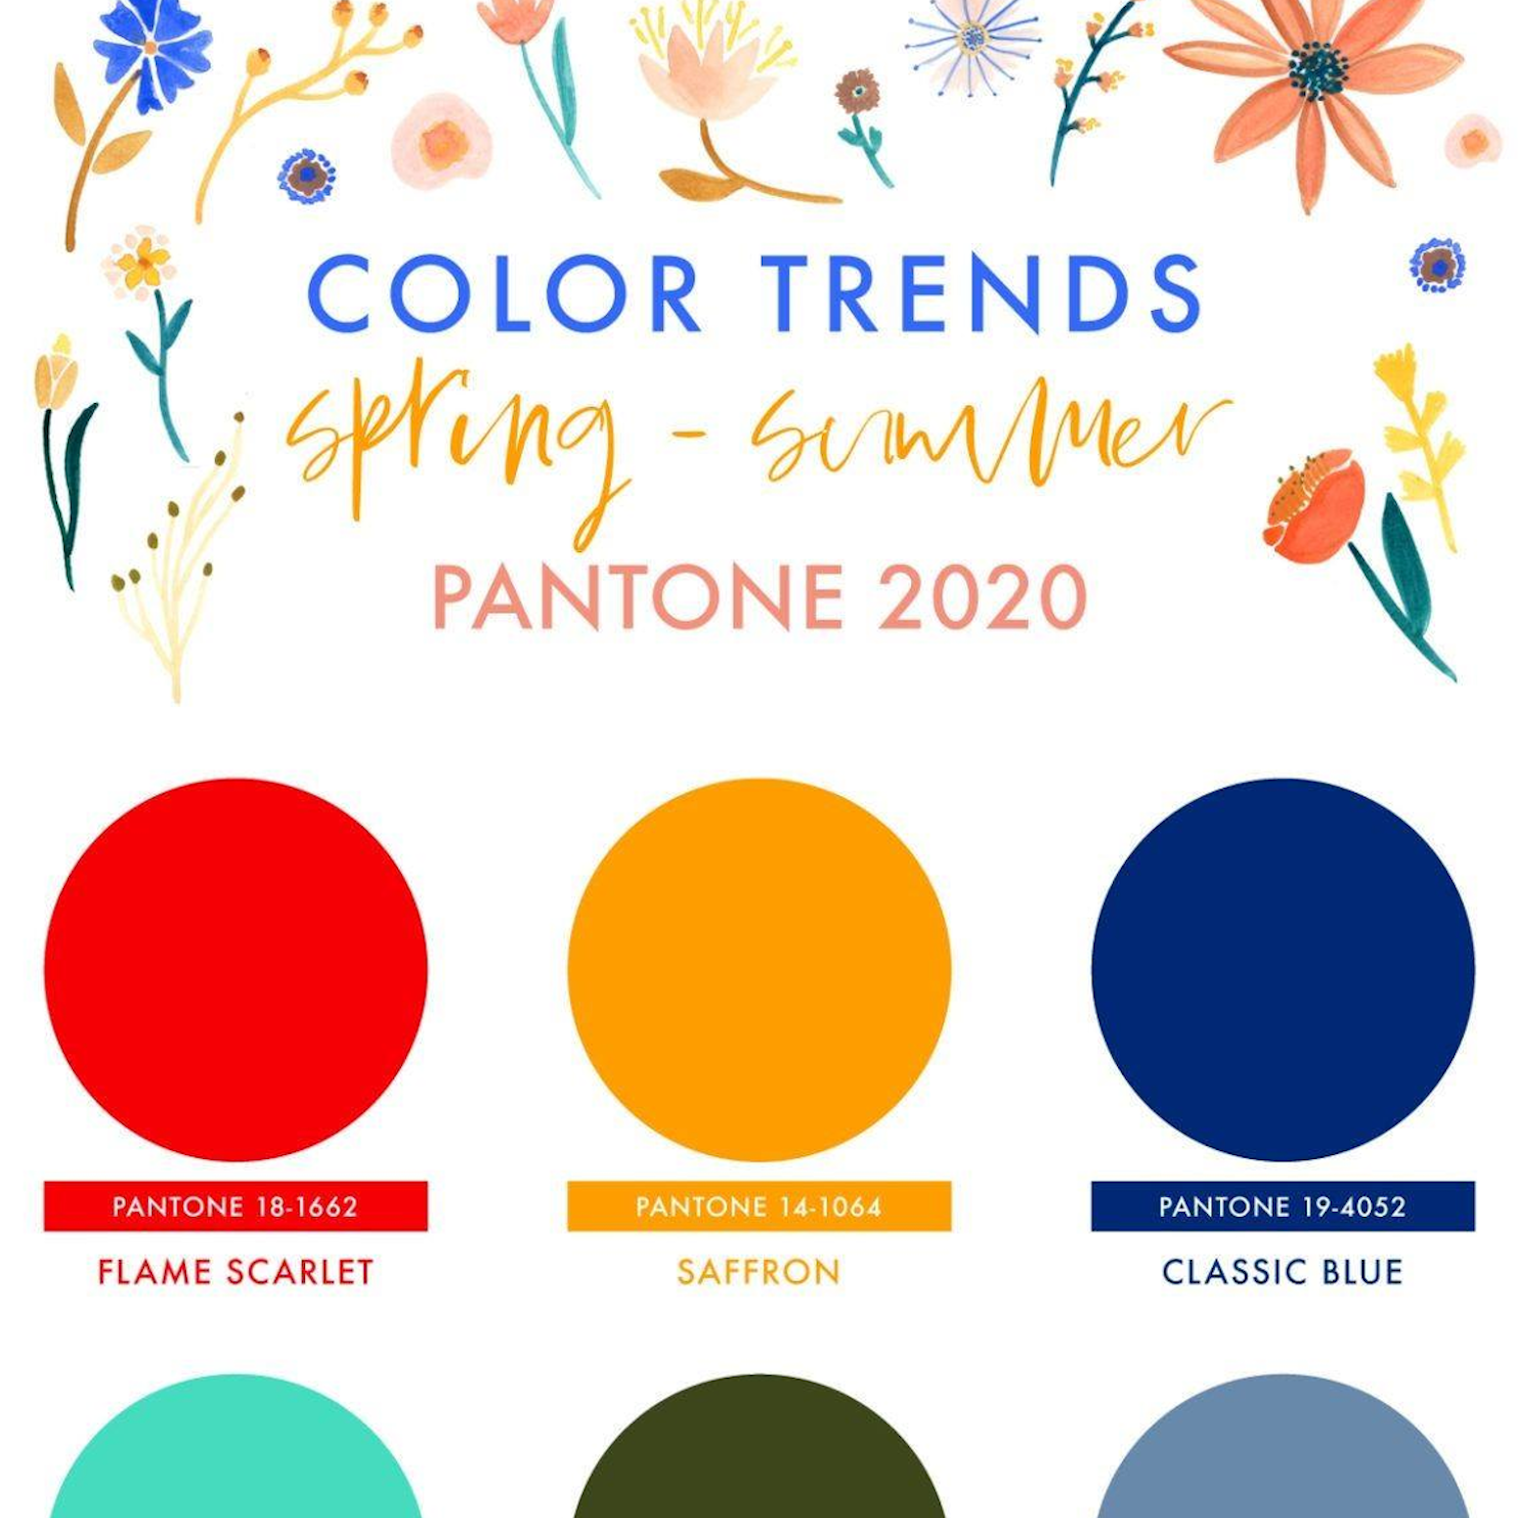 COLOR TRENDS
spring - summer
PANTONE 2020
PANTONE 18-1662
FLAME SCARLET
PANTONE 14-1064
SAFFRON
PANTONE 19-4052
CLASSIC BLUE